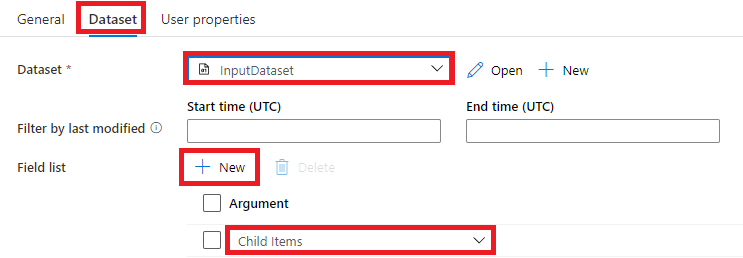 General Dataset User properties
Dataset * InputDataset Open New
Start time (UTC) End time (UTC)
Filter by last modified
Field list New Delete
Argument
Child Items